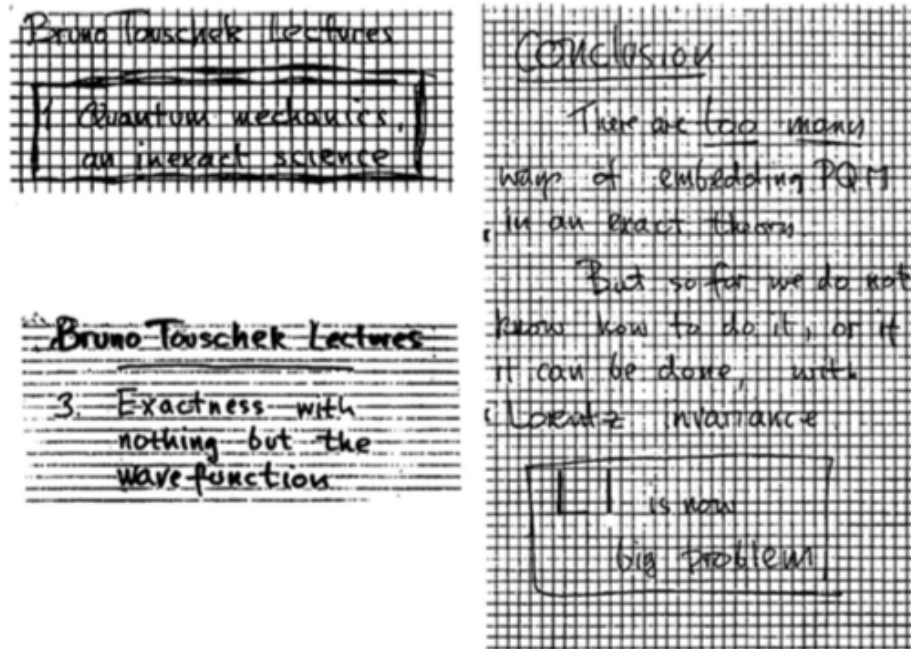 Bruno Touschek Lectures
1 Quantum mechanics,
an inexact science
Bruno Touschek Lectures
3. Exactness with
nothing but the
wavefunction
Conclusion
There are too many
ways of embedding PQM
in an exact theory.
But so far we do not
know how to do it, or if
it can be done, with
Lorentz invariance
LI is now
big problem